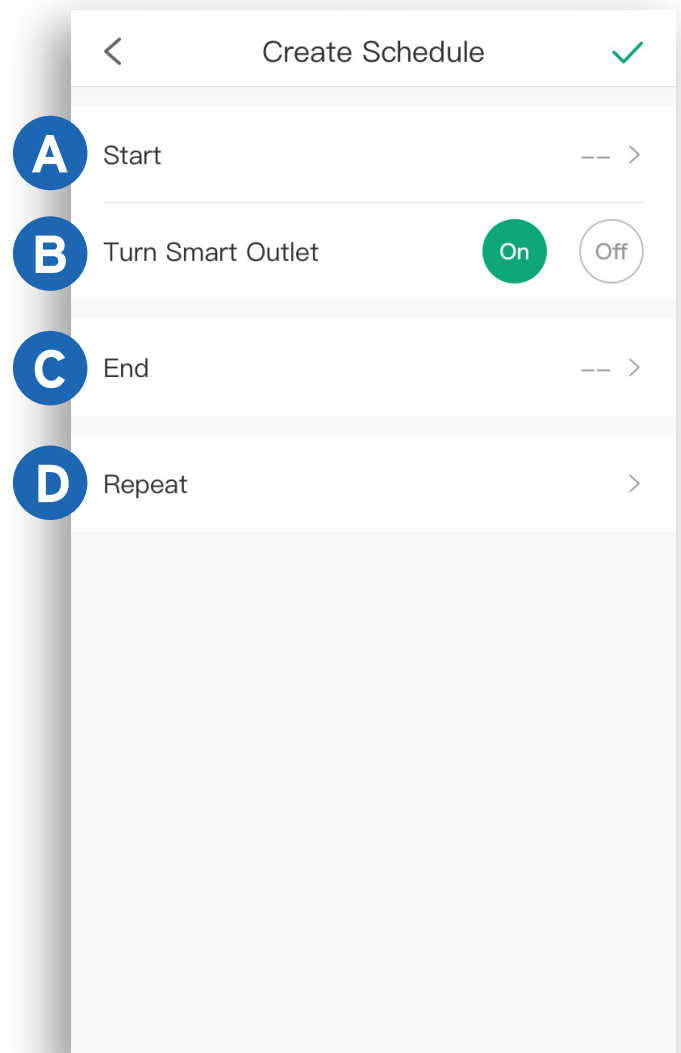 Create Schedule
A Start --
B Turn Smart Outlet On Off
C End --
D Repeat